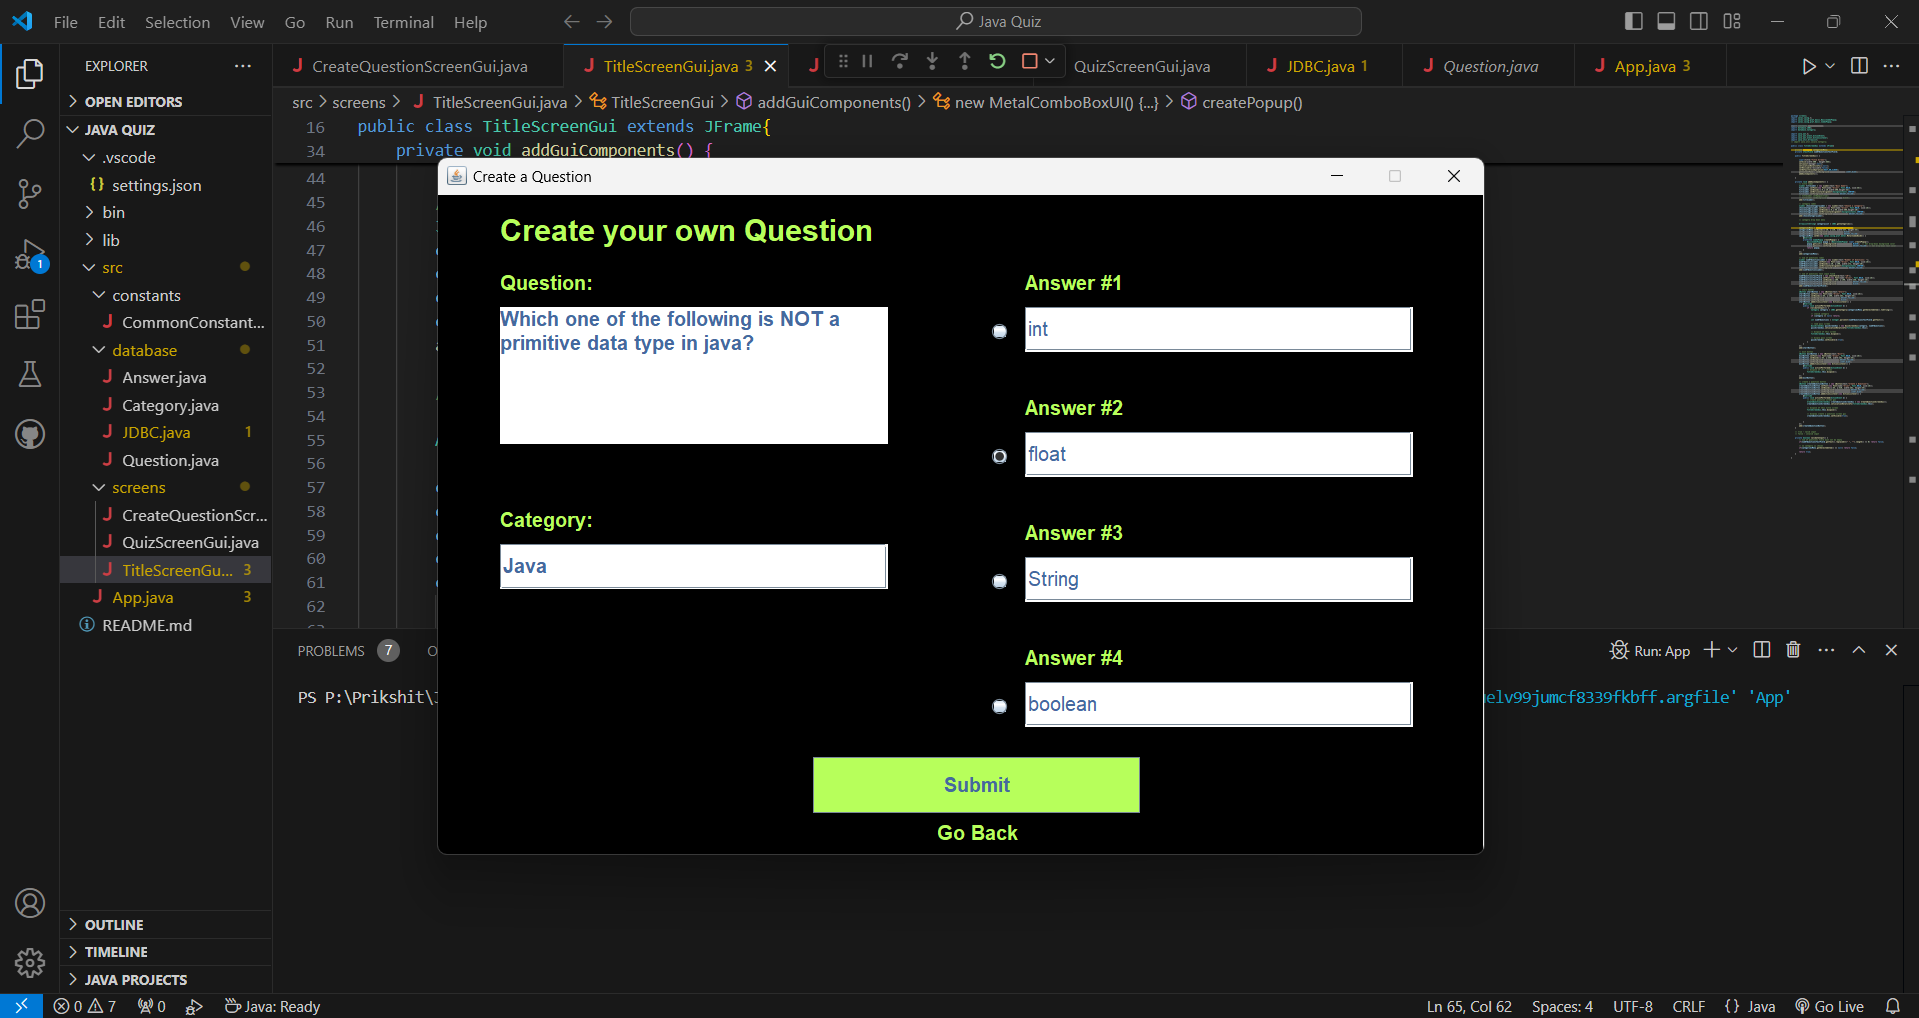 File Edit Selection View Go Run Terminal Help
Java Quiz
EXPLORER
CreateQuestionScreenGui.java
TitleScreenGui.java 3
QuizScreenGui.java
JDBC.java 1
Question.java
App.java 3
OPEN EDITORS
JAVA QUIZ
.vscode
settings.json
bin
lib
src
constants
CommonConstant...
database
Answer.java
Category.java
JDBC.java 1
Question.java
screens
CreateQuestionScr...
QuizScreenGui.java
TitleScreenGu... 3
App.java 3
README.md
OUTLINE
TIMELINE
JAVA PROJECTS
1
src > screens > TitleScreenGui.java > TitleScreenGui > addGuiComponents() > new MetalComboBoxUI() {...} > createPopup()
16 public class TitleScreenGui extends JFrame{
34 private void addGuiComponents() {
44
45
46
47
48
49
50
51
52
53
54
55
56
57
58
59
60
61
62
Create a Question
Create your own Question
Question:
Which one of the following is NOT a
primitive data type in java?
Category:
Java
Answer #1
int
Answer #2
float
Answer #3
String
Answer #4
boolean
Submit
Go Back
PROBLEMS 7 O
Run: App
PS P:\Prikshit\
elv99jumcf8339fkbff.argfile' 'App'
0 7 0 Java: Ready
Ln 65, Col 62 Spaces: 4 UTF-8 CRLF {} Java Go Live